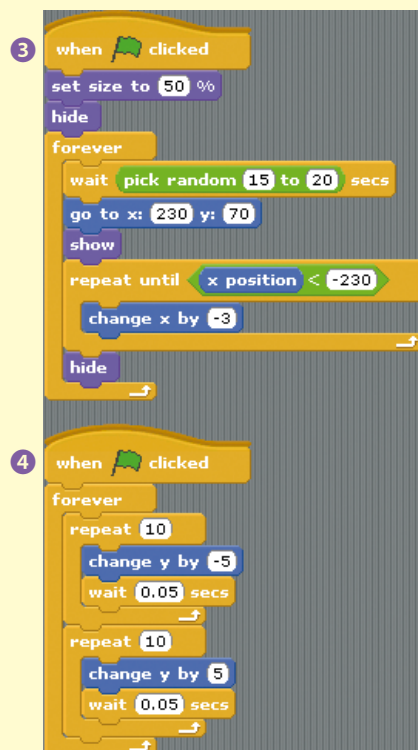 3
when clicked
set size to 50 %
hide
forever
wait pick random 15 to 20 secs
go to x: 230 y: 70
show
repeat until x position < -230
change x by -3
hide
4
when clicked
forever
repeat 10
change y by -5
wait 0.05 secs
repeat 10
change y by 5
wait 0.05 secs